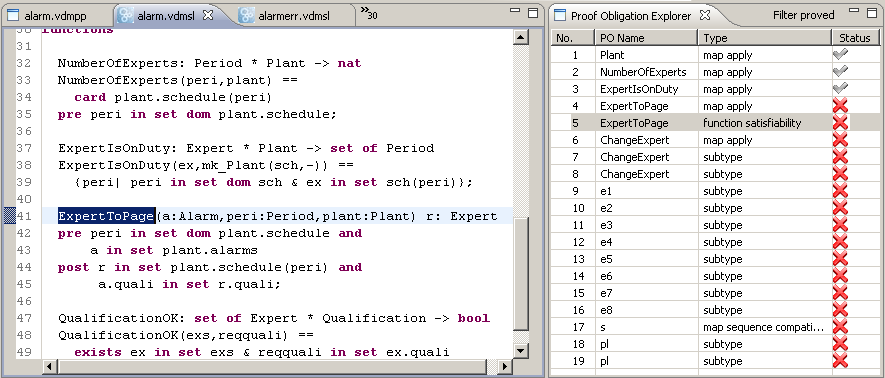 alarm.vdmpp
alarm.vdmsl
alarmerr.vdmsl
»30
functions
31
32 NumberOfExperts: Period * Plant -> nat
33 NumberOfExperts(peri,plant) ==
34 card plant.schedule(peri)
35 pre peri in set dom plant.schedule;
36
37 ExpertIsOnDuty: Expert * Plant -> set of Period
38 ExpertIsOnDuty(ex,mk_Plant(sch,-)) ==
39 {peri| peri in set dom sch & ex in set sch(peri)};
40
41 ExpertToPage(a:Alarm,peri:Period,plant:Plant) r: Expert
42 pre peri in set dom plant.schedule and
43 a in set plant.alarms
44 post r in set plant.schedule(peri) and
45 a.quali in set r.quali;
46
47 QualificationOK: set of Expert * Qualification -> bool
48 QualificationOK(exs,reqquali) ==
49 exists ex in set exs & reqquali in set ex.quali
Proof Obligation Explorer
Filter proved
No. PO Name Type Status
1 Plant map apply
2 NumberOfExperts map apply
3 ExpertIsOnDuty map apply
4 ExpertToPage map apply
5 ExpertToPage function satisfiability
6 ChangeExpert map apply
7 ChangeExpert subtype
8 ChangeExpert subtype
9 e1 subtype
10 e2 subtype
11 e3 subtype
12 e4 subtype
13 e5 subtype
14 e6 subtype
15 e7 subtype
16 e8 subtype
17 s map sequence compati...
18 pl subtype
19 pl subtype